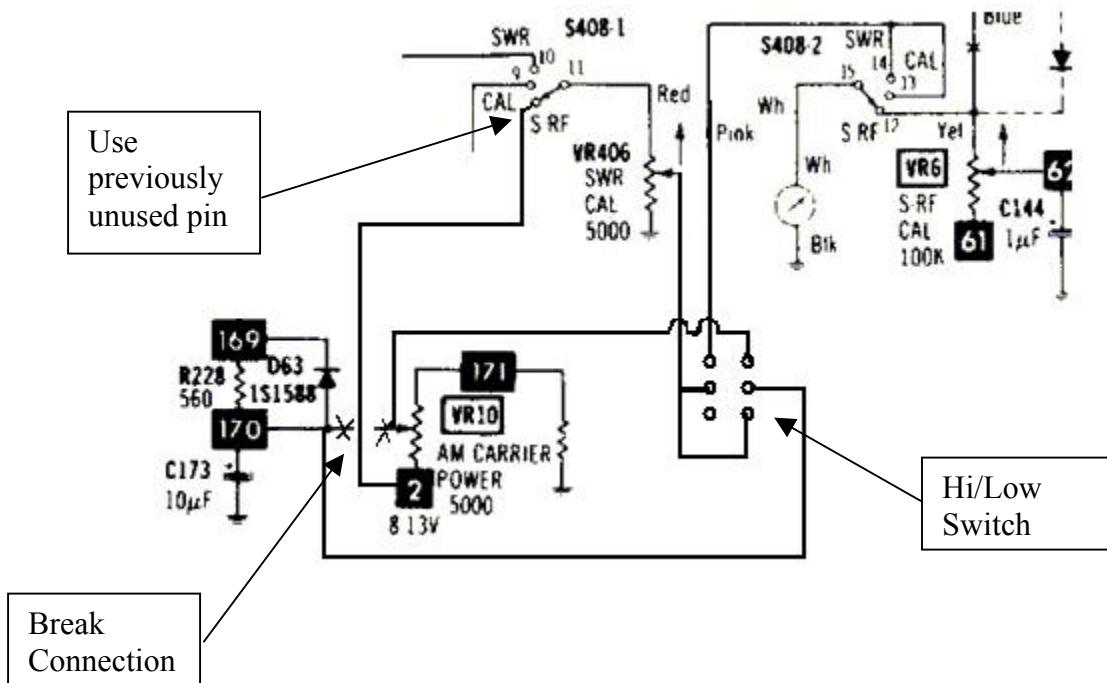 SWR
S408-1
10
9
11
CAL
S RF
Red
VR406
SWR
CAL
5000
Pink
S408-2
SWR
14
CAL
13
15
S RF
12
Wh
Wh
Blk
Blue
Yel
VR6
S-RF
CAL
100K
61
C144
1µF
Use
previously
unused pin
169
R228
560
D63
1S1588
170
C173
10µF
171
VR10
AM CARRIER
POWER
5000
2
8 13V
Hi/Low
Switch
Break
Connection